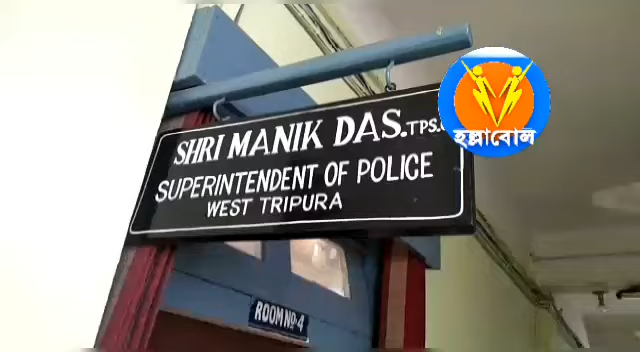 SHRI MANIK DAS. TPS.
SUPERINTENDENT OF POLICE
WEST TRIPURA
ROOM NO-4
হল্লাবোল